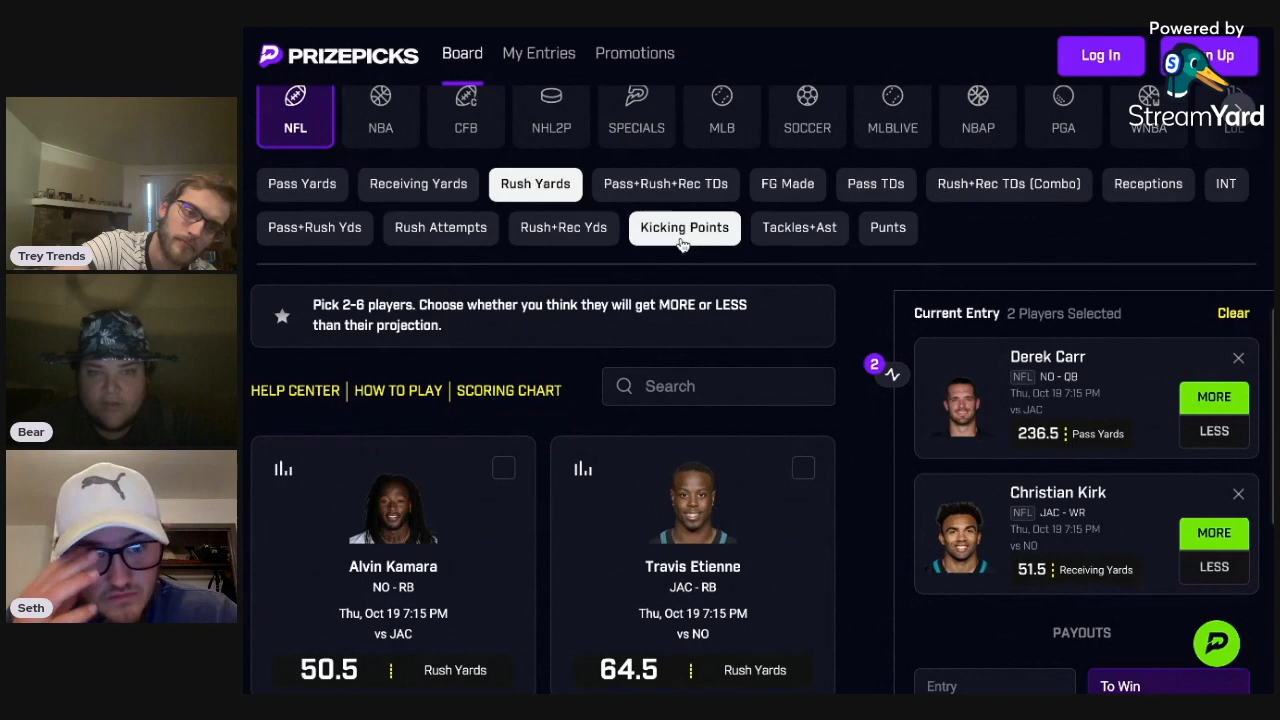 Powered by
StreamYard
PRIZEPICKS
Board
My Entries
Promotions
Log In
Up
NFL
NBA
CFB
NHL2P
SPECIALS
MLB
SOCCER
MLBLIVE
NBAP
PGA
WNBA
Pass Yards
Receiving Yards
Rush Yards
Pass+Rush+Rec TDs
FG Made
Pass TDs
Rush+Rec TDs (Combo)
Receptions
INT
Pass+Rush Yds
Rush Attempts
Rush+Rec Yds
Kicking Points
Tackles+Ast
Punts
Pick 2-6 players. Choose whether you think they will get MORE or LESS
than their projection.
HELP CENTER | HOW TO PLAY | SCORING CHART
Search
Alvin Kamara
NO - RB
Thu, Oct 19 7:15 PM
vs JAC
50.5
Rush Yards
Travis Etienne
JAC - RB
Thu, Oct 19 7:15 PM
vs NO
64.5
Rush Yards
Current Entry 2 Players Selected
Clear
2
Derek Carr
NFL NO - QB
Thu, Oct 19 7:15 PM
vs JAC
236.5 Pass Yards
MORE
LESS
Christian Kirk
NFL JAC - WR
Thu, Oct 19 7:15 PM
vs NO
51.5 Receiving Yards
MORE
LESS
PAYOUTS
Entry
To Win
Trey Trends
Bear
Seth